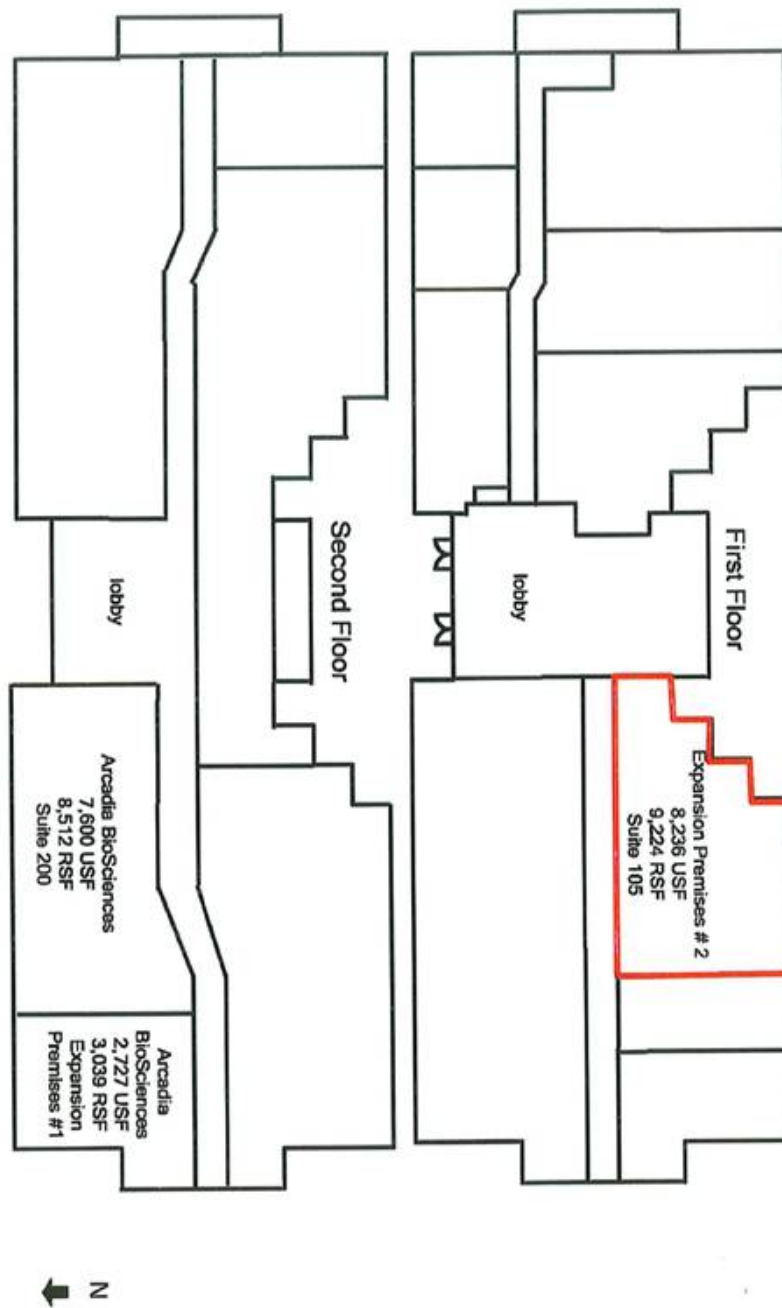 First Floor
lobby
Expansion Premises # 2
8,236 USF
9,224 RSF
Suite 105
Second Floor
lobby
Arcadia BioSciences
7,600 USF
8,512 RSF
Suite 200
Arcadia
BioSciences
2,727 USF
3,039 RSF
Expansion
Premises #1
N